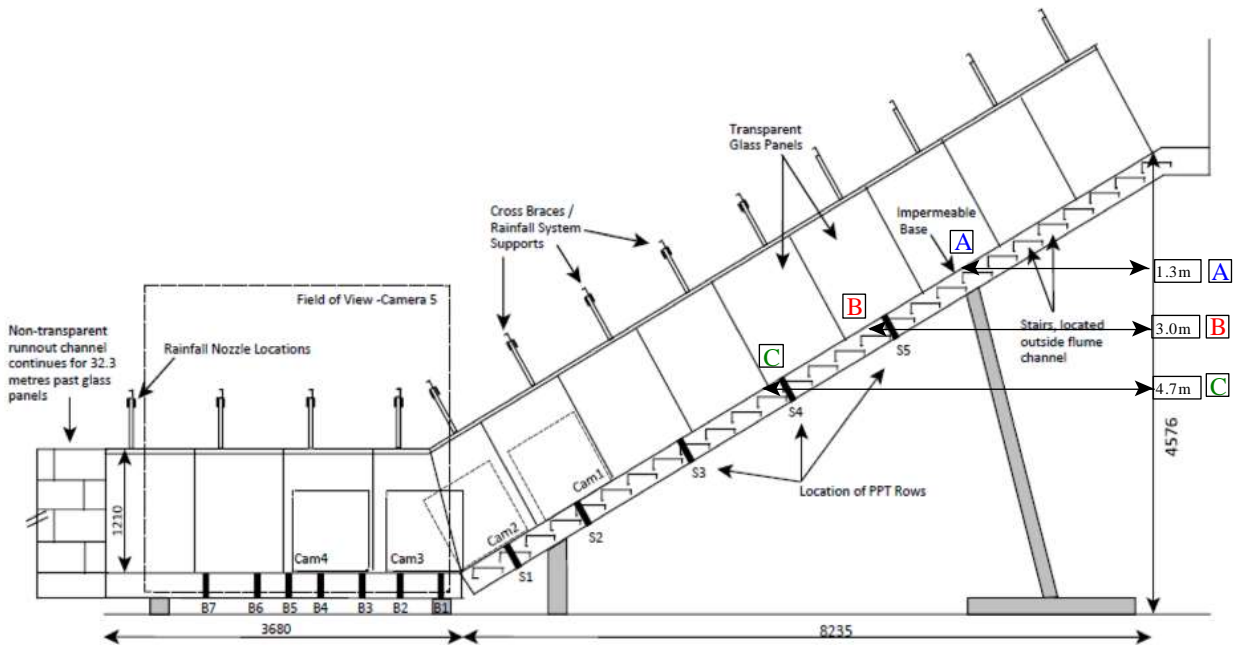 Transparent
Glass Panels
Cross Braces /
Rainfall System
Supports
Impermeable
Base
A
1.3m A
Field of View -Camera 5
B
3.0m B
Non-transparent
runout channel
continues for 32.3
metres past glass
panels
Rainfall Nozzle Locations
Stairs, located
outside flume
channel
S5
C
4.7m C
S4
4576
S3
Location of PPT Rows
Cam1
1210
Cam2
S2
Cam4
Cam3
S1
B7 B6 B5 B4 B3 B2 B1
3680
8235